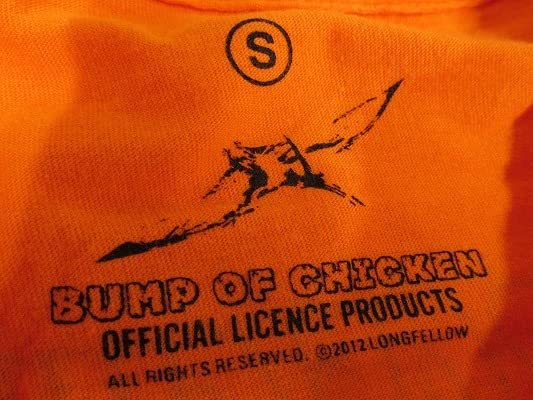 S
BUMP OF CHICKEN
OFFICIAL LICENCE PRODUCTS
ALL RIGHTS RESERVED. ©2012 LONGFELLOW